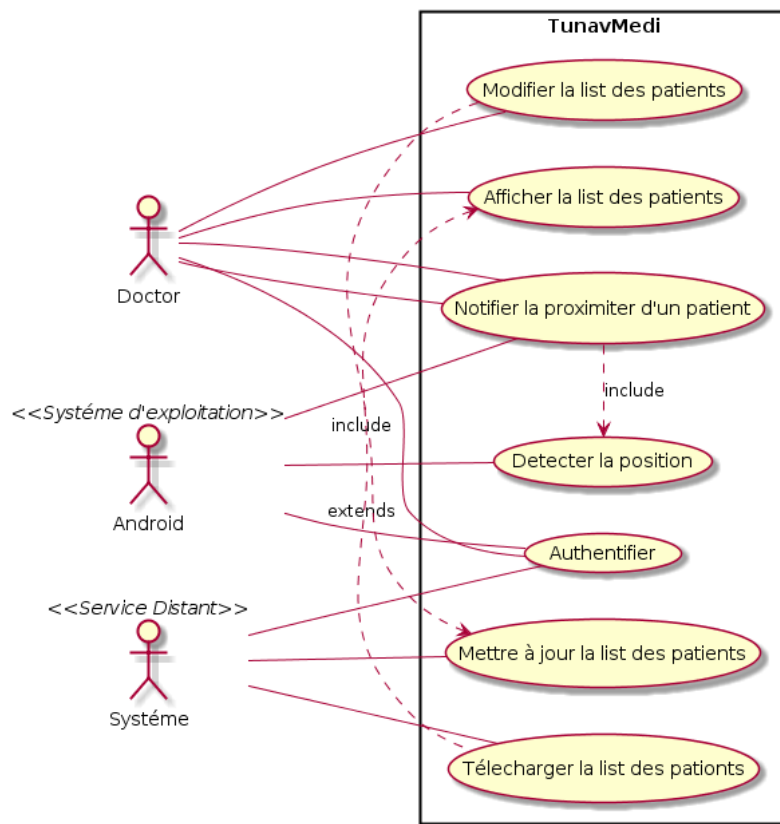 TunavMedi
Modifier la list des patients
Afficher la list des patients
Doctor
Notifier la proximiter d'un patient
<<Systéme d'exploitation>>
include
include
Android
Detecter la position
extends
Authentifier
<<Service Distant>>
Systéme
Mettre à jour la list des patients
Télecharger la list des pationts